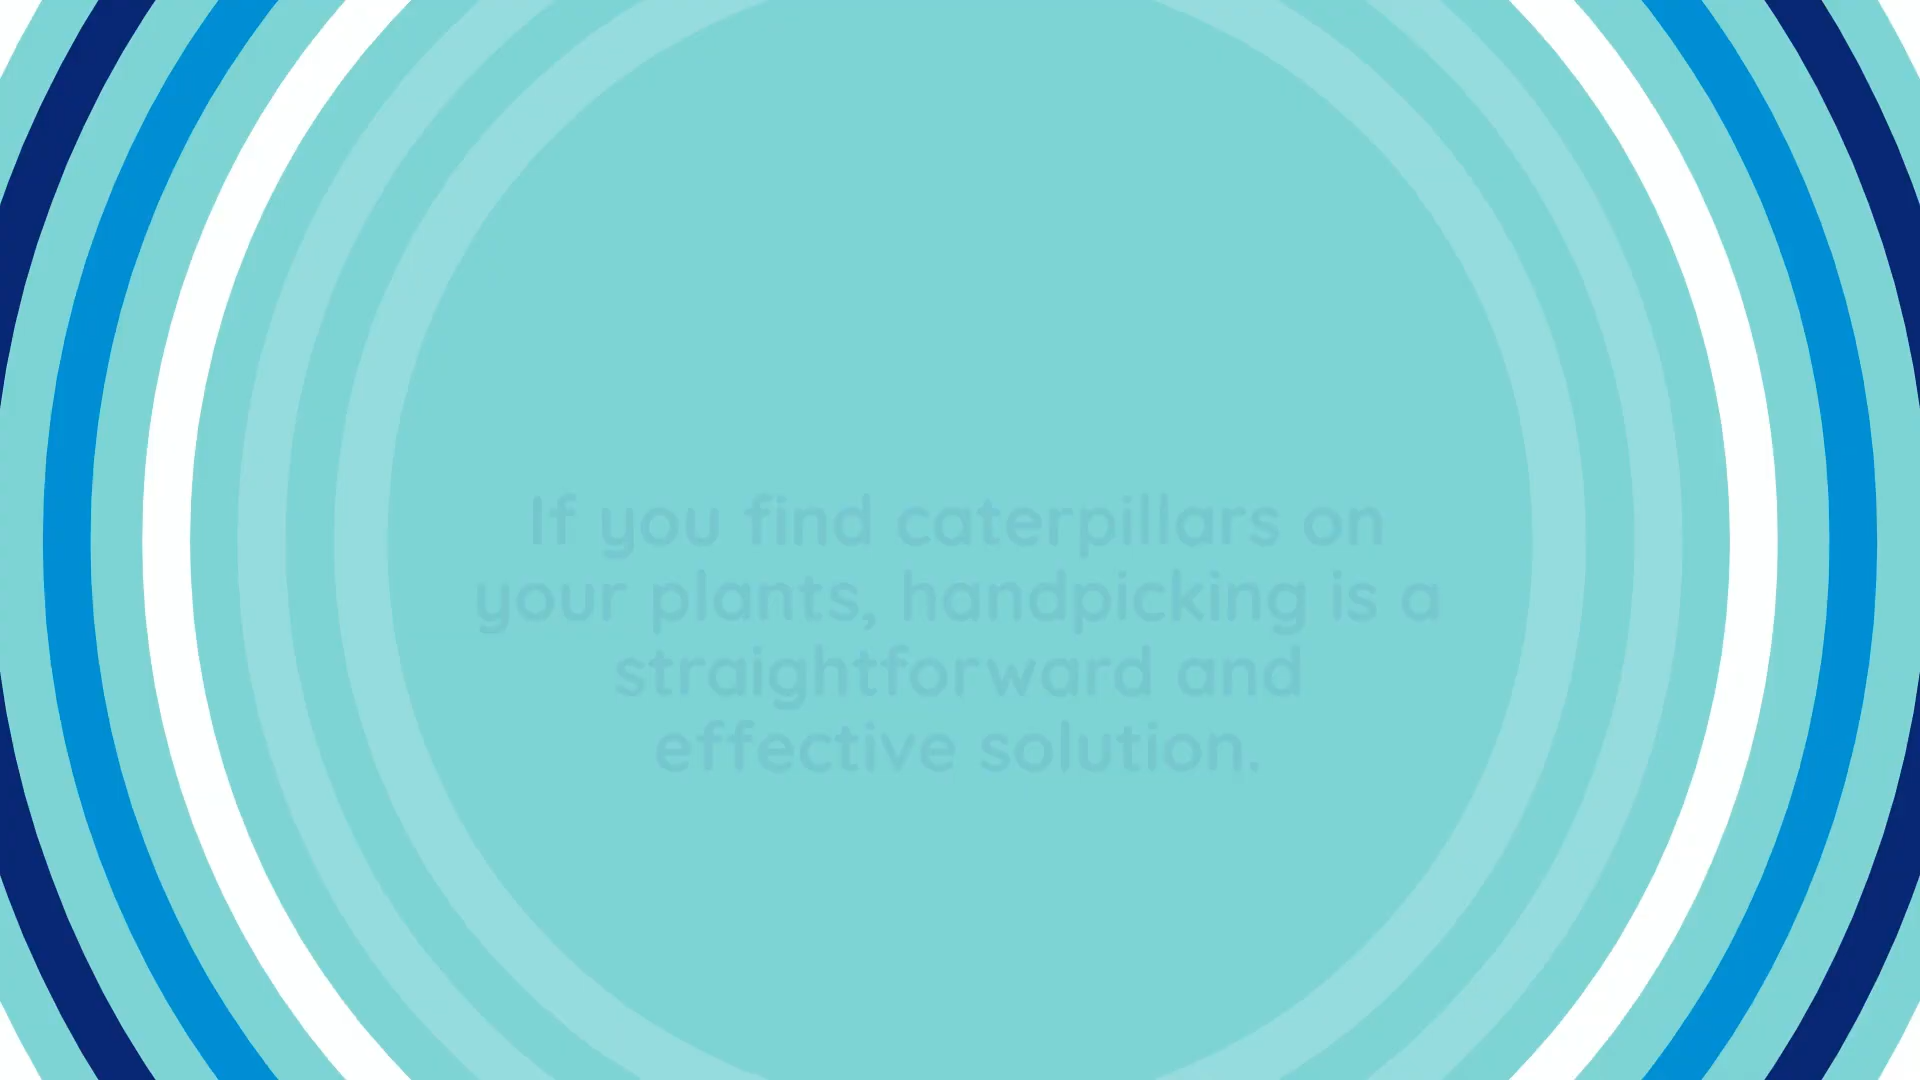 If you find caterpillars on
your plants, handpicking is a
straightforward and
effective solution.